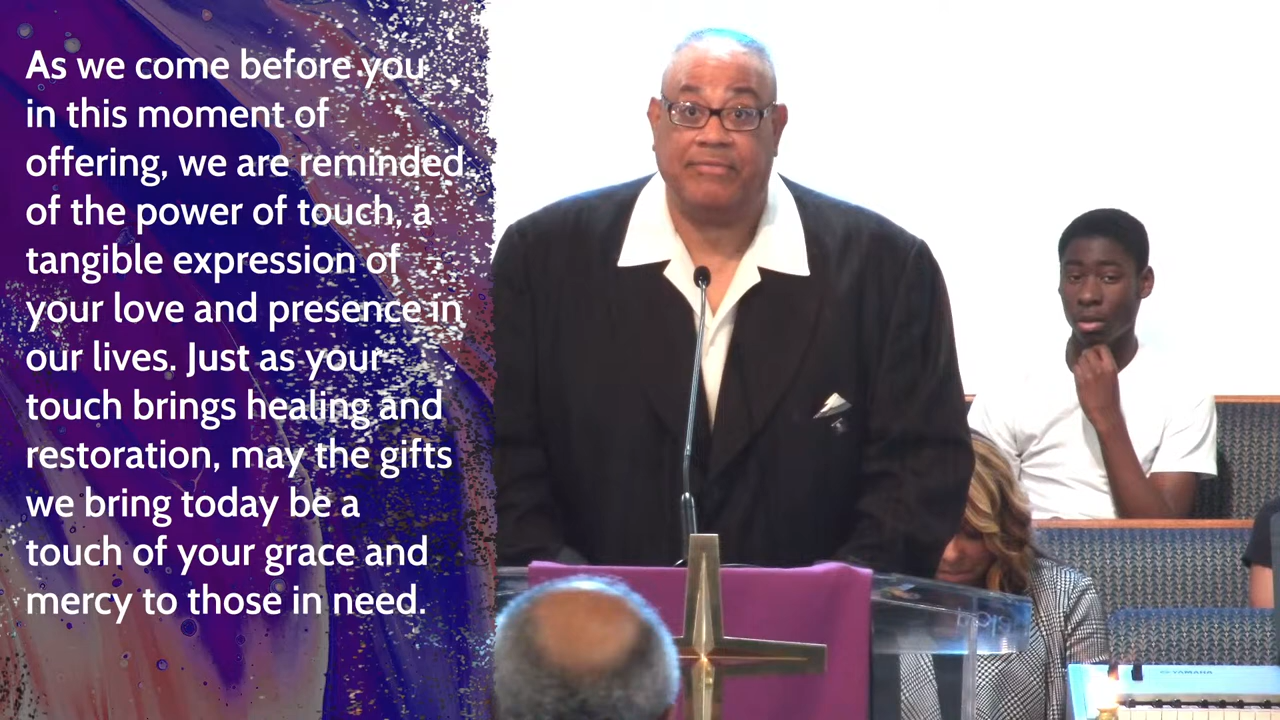 As we come before you
in this moment of
offering, we are reminded
of the power of touch, a
tangible expression of
your love and presence in
our lives. Just as your
touch brings healing and
restoration, may the gifts
we bring today be a
touch of your grace and
mercy to those in need.
YAMAHA